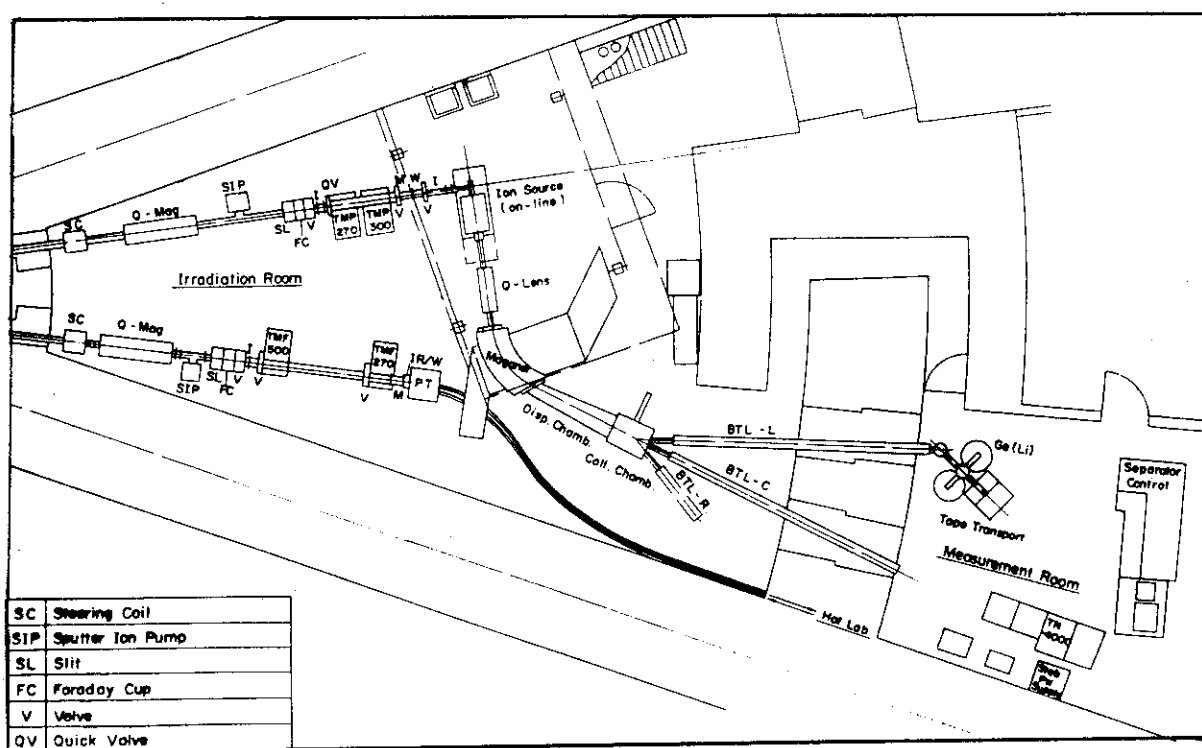 SIP
I QV
M W I
Q - Mag
SC
SL
FC
V
TMP
270
TMP
300
V
V
Ion Source
(on-line)
Irradiation Room
Q - Lens
SC
Q - Mag
SIP
SL
FC
V
I
V
500
270
V
M
IR/W
PT
Disp. Chamb.
Coll. Chamb.
BTL - L
BTL - C
BTL - R
Ge(Li)
Tape Transport
Separator
Control
Measurement Room
Hot Lab
TN
4000
SC Steering Coil
SIP Sputter Ion Pump
SL Slit
FC Faraday Cup
V Valve
QV Quick Valve